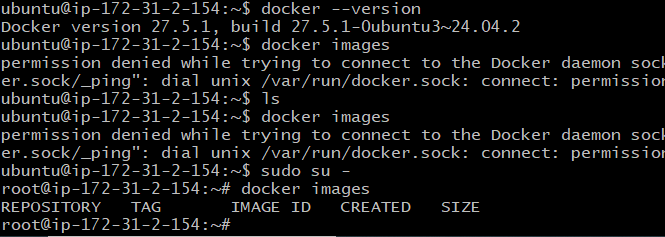 ubuntu@ip-172-31-2-154:~$ docker --version
Docker version 27.5.1, build 27.5.1-0ubuntu3~24.04.2
ubuntu@ip-172-31-2-154:~$ docker images
permission denied while trying to connect to the Docker daemon sock
er.sock/_ping": dial unix /var/run/docker.sock: connect: permission
ubuntu@ip-172-31-2-154:~$ ls
ubuntu@ip-172-31-2-154:~$ docker images
permission denied while trying to connect to the Docker daemon sock
er.sock/_ping": dial unix /var/run/docker.sock: connect: permission
ubuntu@ip-172-31-2-154:~$ sudo su -
root@ip-172-31-2-154:~# docker images
REPOSITORY   TAG       IMAGE ID   CREATED   SIZE
root@ip-172-31-2-154:~#